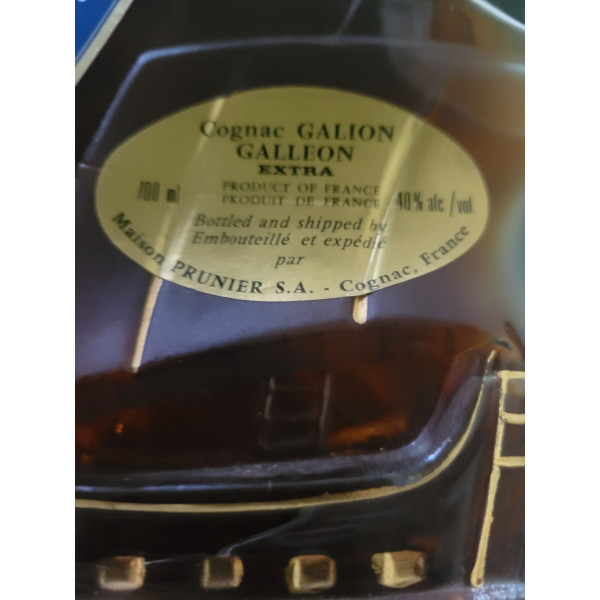 Cognac GALION
GALLEON
EXTRA
PRODUCT OF FRANCE
PRODUIT DE FRANCE
700 ml
40% alc./vol.
Bottled and shipped by
Embouteillé et expédié
par
Maison PRUNIER S.A. - Cognac, France